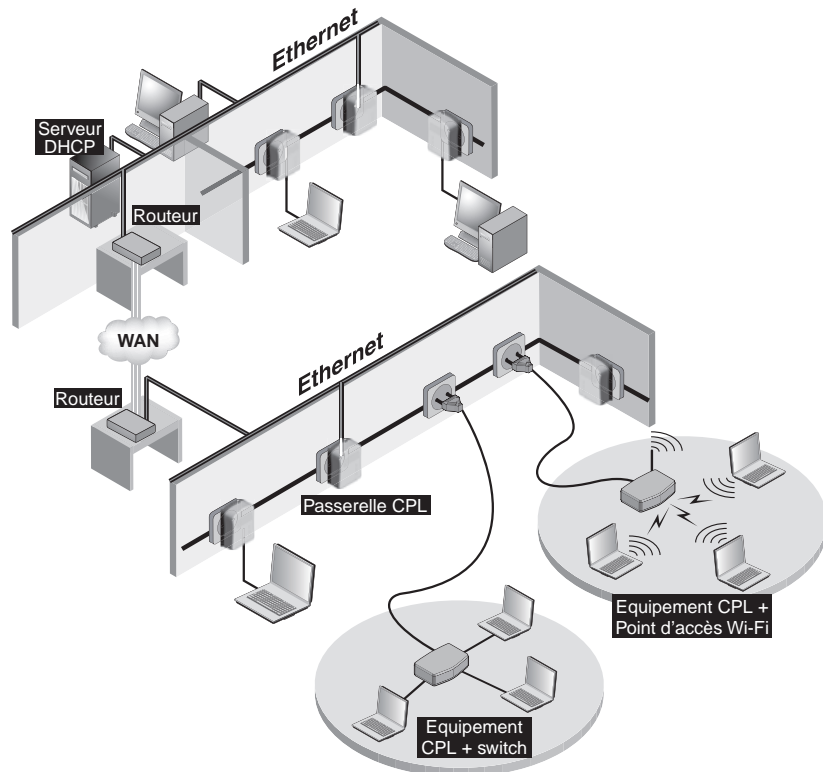 Ethernet
Serveur
DHCP
Routeur
WAN
Ethernet
Routeur
Passerelle CPL
Equipement CPL +
Point d'accès Wi-Fi
Equipement
CPL + switch